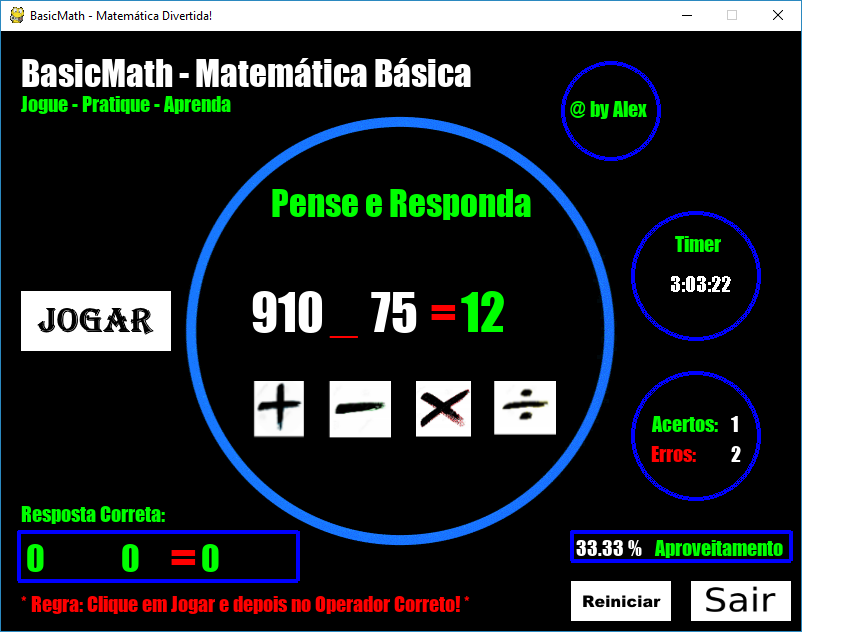 BasicMath - Matemática Divertida!
BasicMath - Matemática Básica
Jogue - Pratique - Aprenda
@ by Alex
Pense e Responda
Timer
3:03:22
JOGAR
910 _ 75 = 12
+ − × ÷
Acertos: 1
Erros: 2
Resposta Correta:
0 0 = 0
33.33 % Aproveitamento
* Regra: Clique em Jogar e depois no Operador Correto! *
Reiniciar
Sair